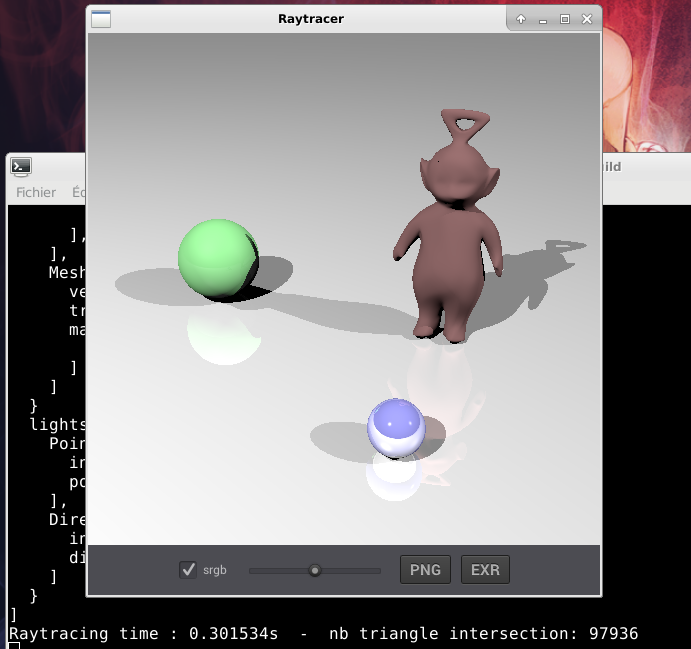 Raytracer
ild
Fichier Éc
],
],
Mesh
ve
tr
ma
]
]
}
lights
Poin
in
po
],
Dire
in
di
]
}
]
srgb PNG EXR
Raytracing time : 0.301534s  -  nb triangle intersection: 97936